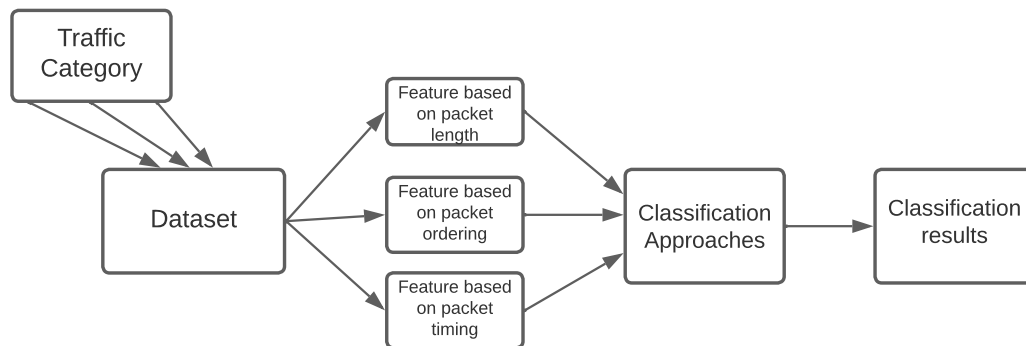 Traffic
Category
Dataset
Feature based
on packet
length
Feature based
on packet
ordering
Feature based
on packet
timing
Classification
Approaches
Classification
results